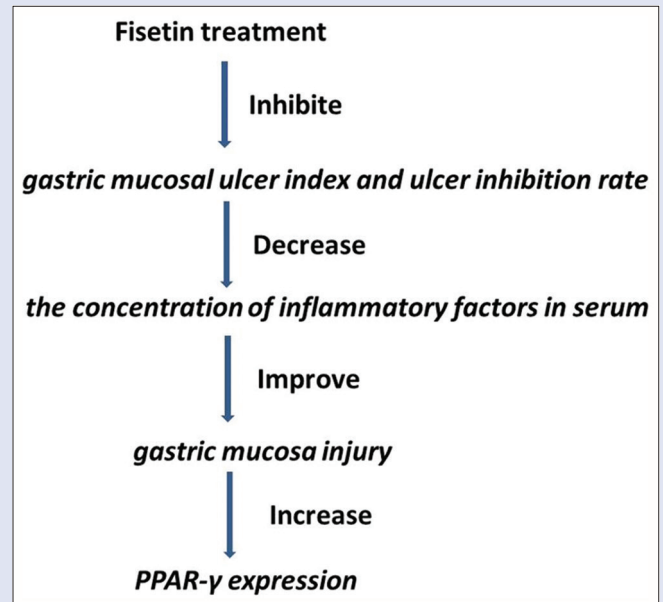 Fisetin treatment
Inhibite
gastric mucosal ulcer index and ulcer inhibition rate
Decrease
the concentration of inflammatory factors in serum
Improve
gastric mucosa injury
Increase
PPAR-γ expression